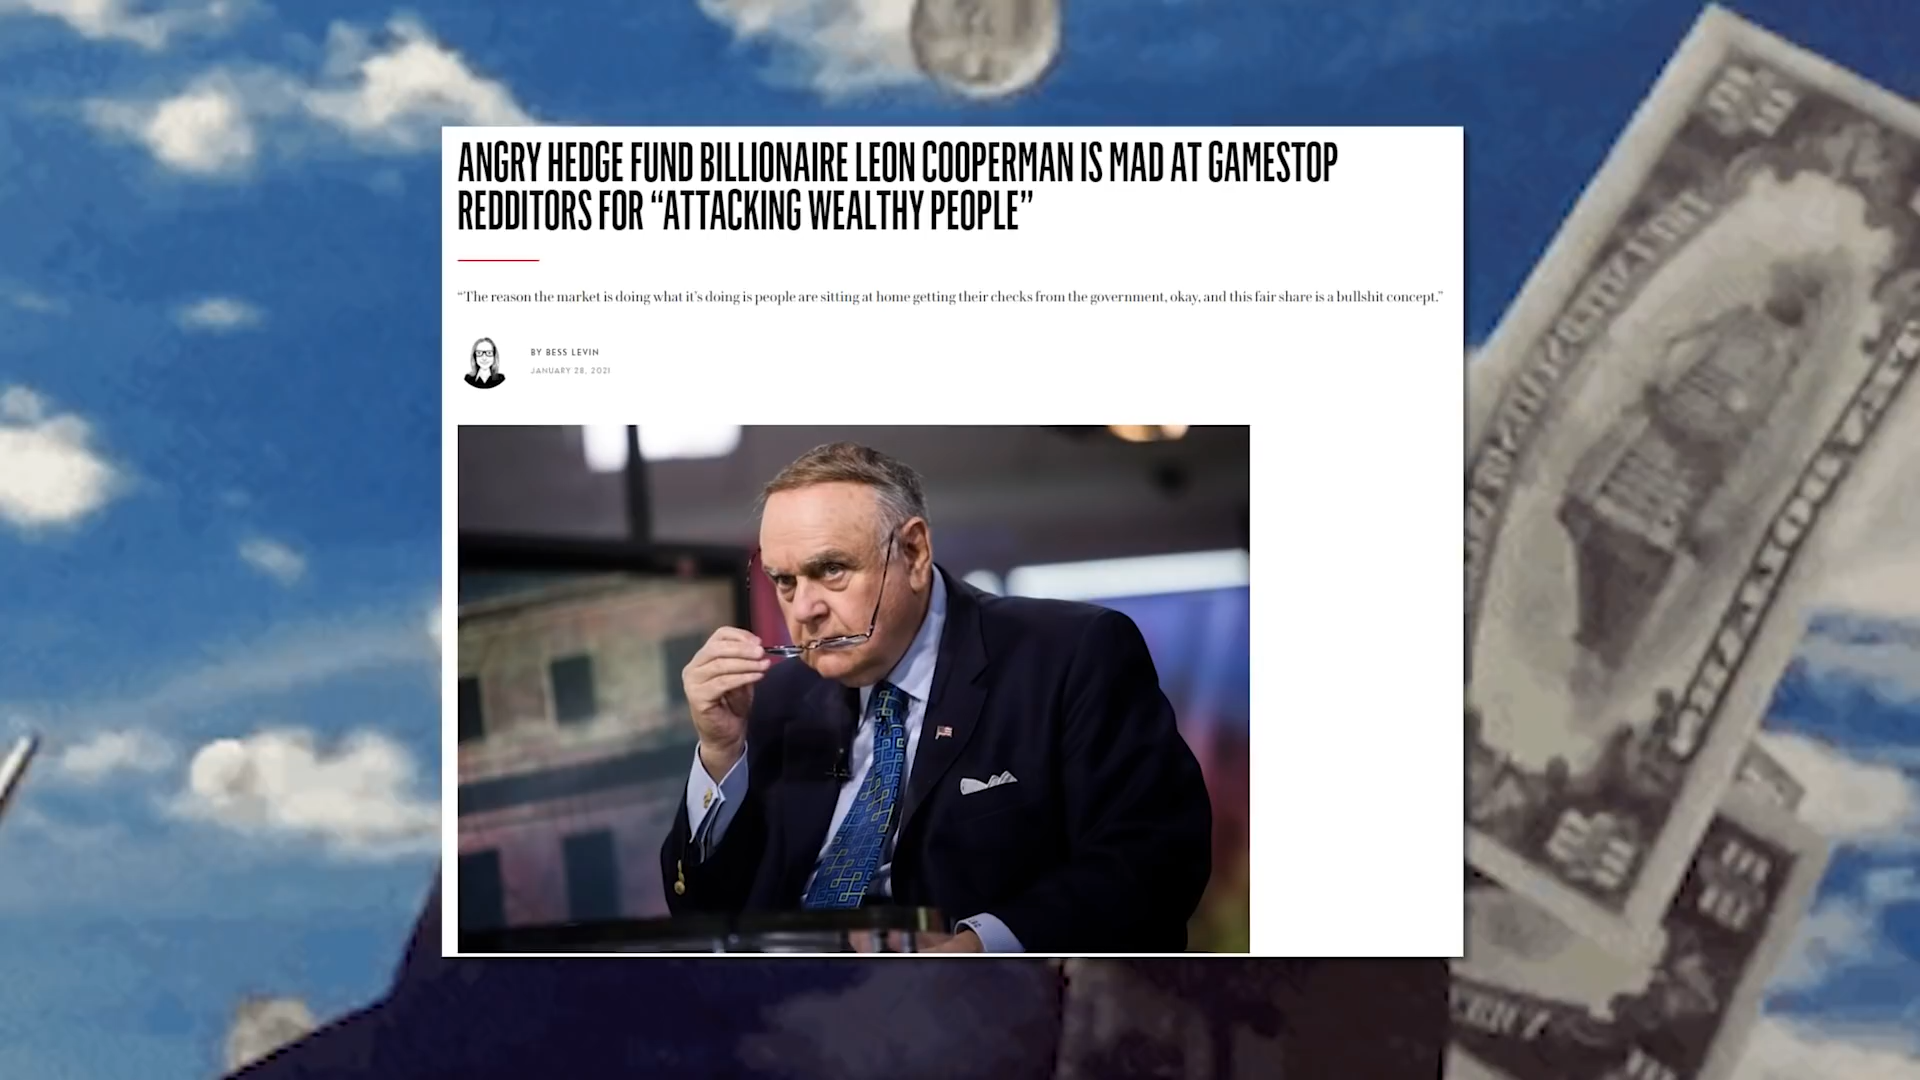 ANGRY HEDGE FUND BILLIONAIRE LEON COOPERMAN IS MAD AT GAMESTOP
REDDITORS FOR “ATTACKING WEALTHY PEOPLE”
“The reason the market is doing what it’s doing is people are sitting at home getting their checks from the government, okay, and this fair share is a bullshit concept.”
BY BESS LEVIN
JANUARY 28, 2021